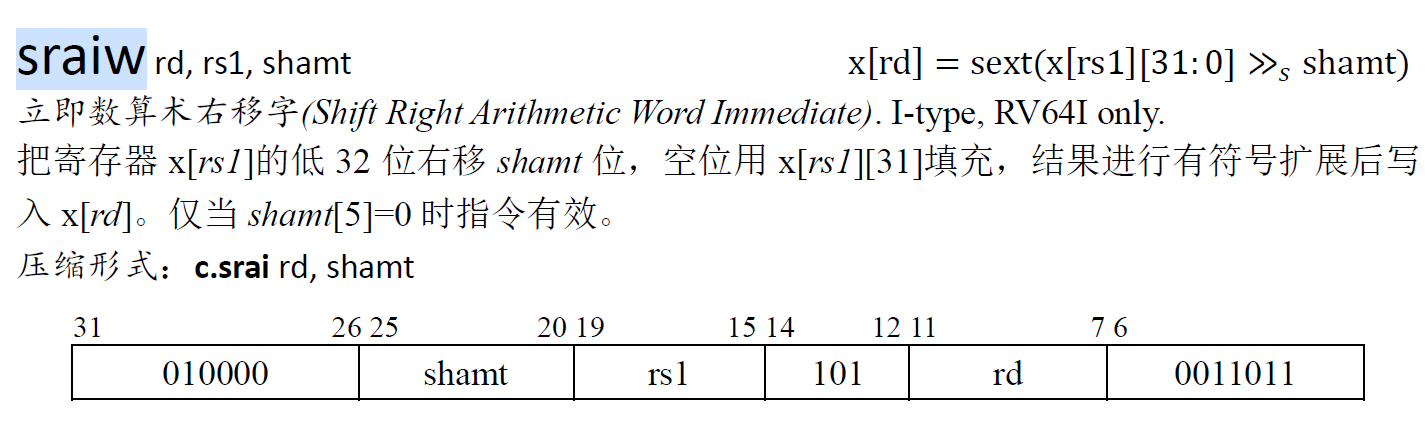 sraiw rd, rs1, shamt x[rd] = sext(x[rs1][31:0] ≫ₛ shamt)
立即数算术右移字(Shift Right Arithmetic Word Immediate). I-type, RV64I only.
把寄存器 x[rs1]的低 32 位右移 shamt 位，空位用 x[rs1][31]填充，结果进行有符号扩展后写
入 x[rd]。仅当 shamt[5]=0 时指令有效。
压缩形式：c.srai rd, shamt
31 26 25 20 19 15 14 12 11 7 6
010000 shamt rs1 101 rd 0011011